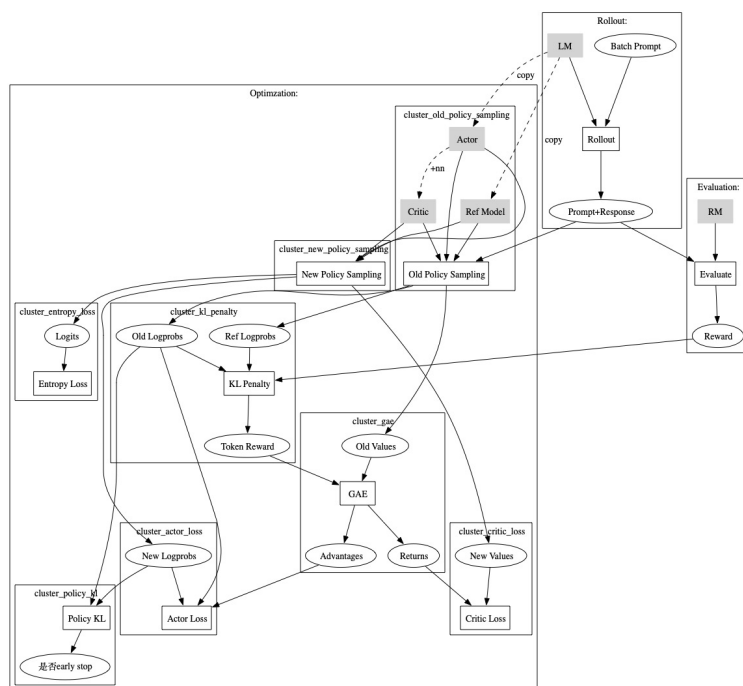 Rollout:
LM
Batch Prompt
copy
Optimzation:
cluster_old_policy_sampling
Actor
copy
Rollout
+nn
Critic
Ref Model
Prompt+Response
Evaluation:
RM
cluster_new_policy_sampling
New Policy Sampling
Old Policy Sampling
Evaluate
cluster_entropy_loss
cluster_kl_penalty
Logits
Old Logprobs
Ref Logprobs
Reward
Entropy Loss
KL Penalty
cluster_gae
Token Reward
Old Values
GAE
cluster_actor_loss
cluster_critic_loss
New Logprobs
Advantages
Returns
New Values
cluster_policy_kl
Policy KL
Actor Loss
Critic Loss
是否early stop